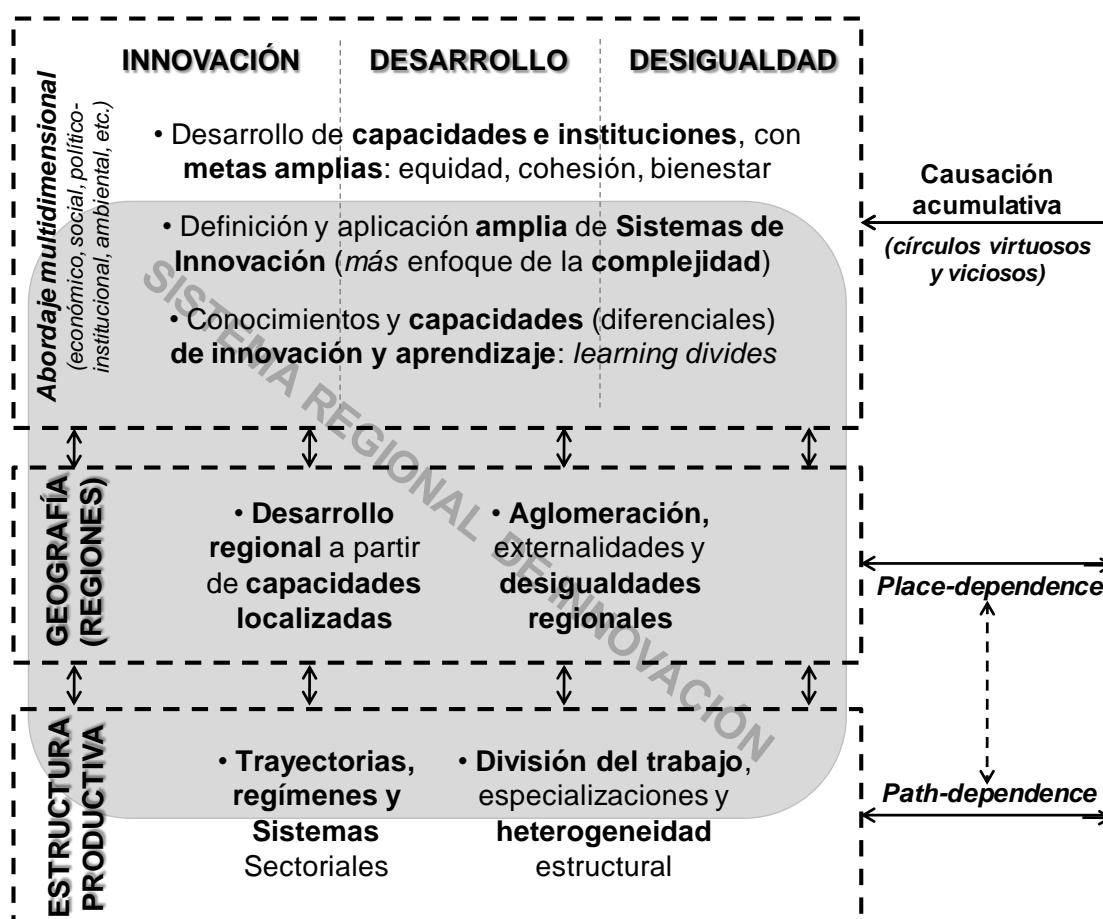 INNOVACIÓN
DESARROLLO
DESIGUALDAD
Abordaje multidimensional
(económico, social, político-
institucional, ambiental, etc.)
• Desarrollo de capacidades e instituciones, con
metas amplias: equidad, cohesión, bienestar
• Definición y aplicación amplia de Sistemas de
Innovación (más enfoque de la complejidad)
• Conocimientos y capacidades (diferenciales)
de innovación y aprendizaje: learning divides
Causación
acumulativa
(círculos virtuosos
y viciosos)
SISTEMA REGIONAL DE INNOVACIÓN
GEOGRAFÍA
(REGIONES)
• Desarrollo
regional a partir
de capacidades
localizadas
• Aglomeración,
externalidades y
desigualdades
regionales
Place-dependence
ESTRUCTURA
PRODUCTIVA
• Trayectorias,
regímenes y
Sistemas
Sectoriales
• División del trabajo,
especializaciones y
heterogeneidad
estructural
Path-dependence